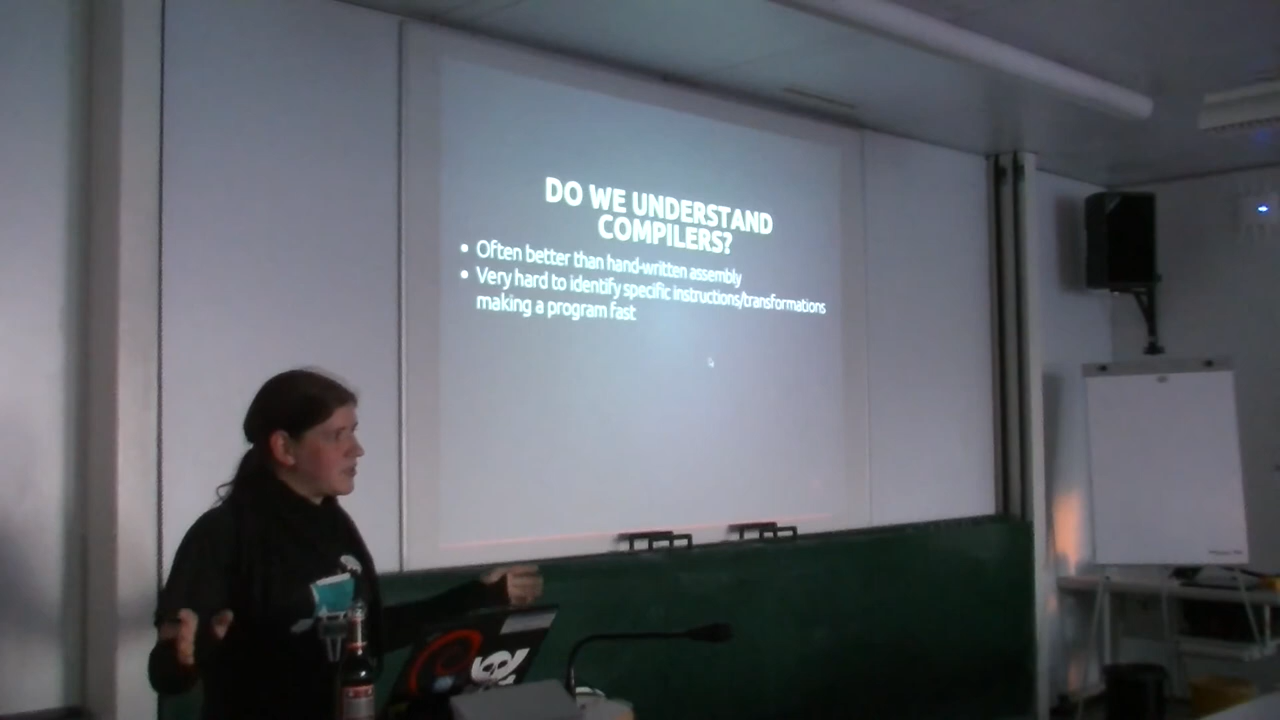 DO WE UNDERSTAND
COMPILERS?
• Often better than hand-written assembly
• Very hard to identify specific instructions/transformations
making a program fast